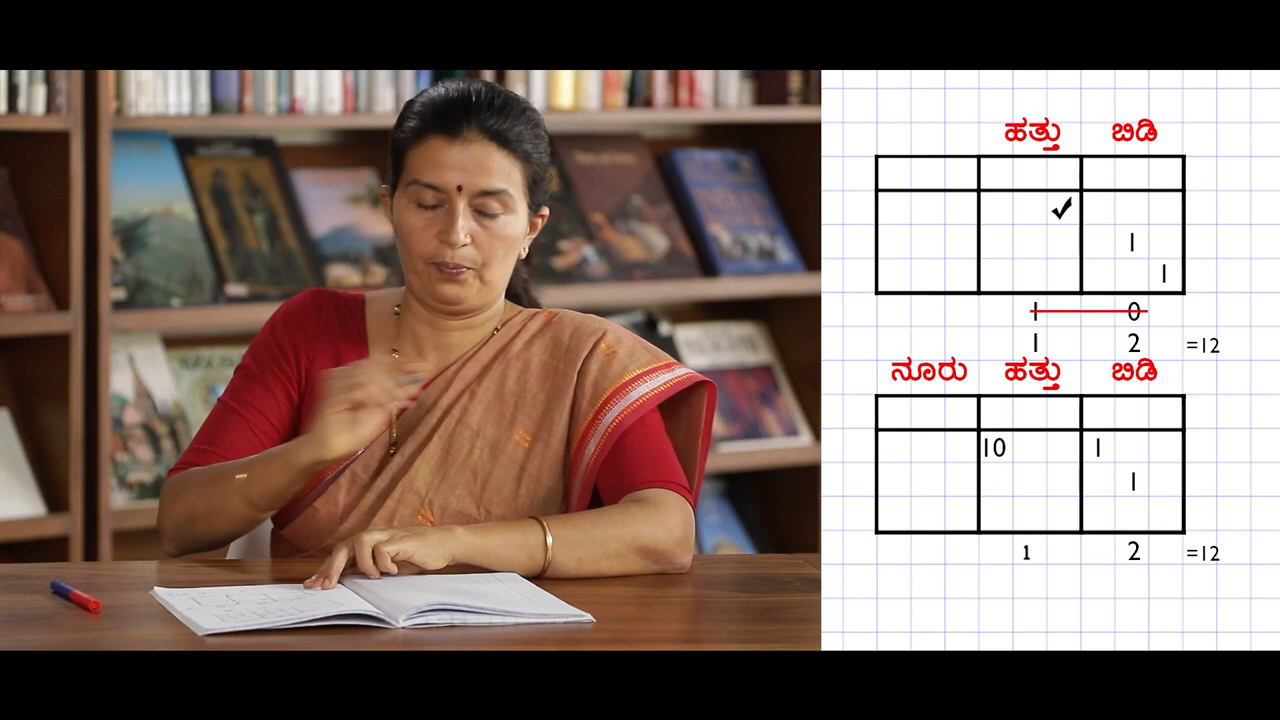 ಹತ್ತು ಬಿಡಿ
✓
1
1
1 0
1 2 =12
ನೂರು ಹತ್ತು ಬಿಡಿ
10 1
1
1 2 =12